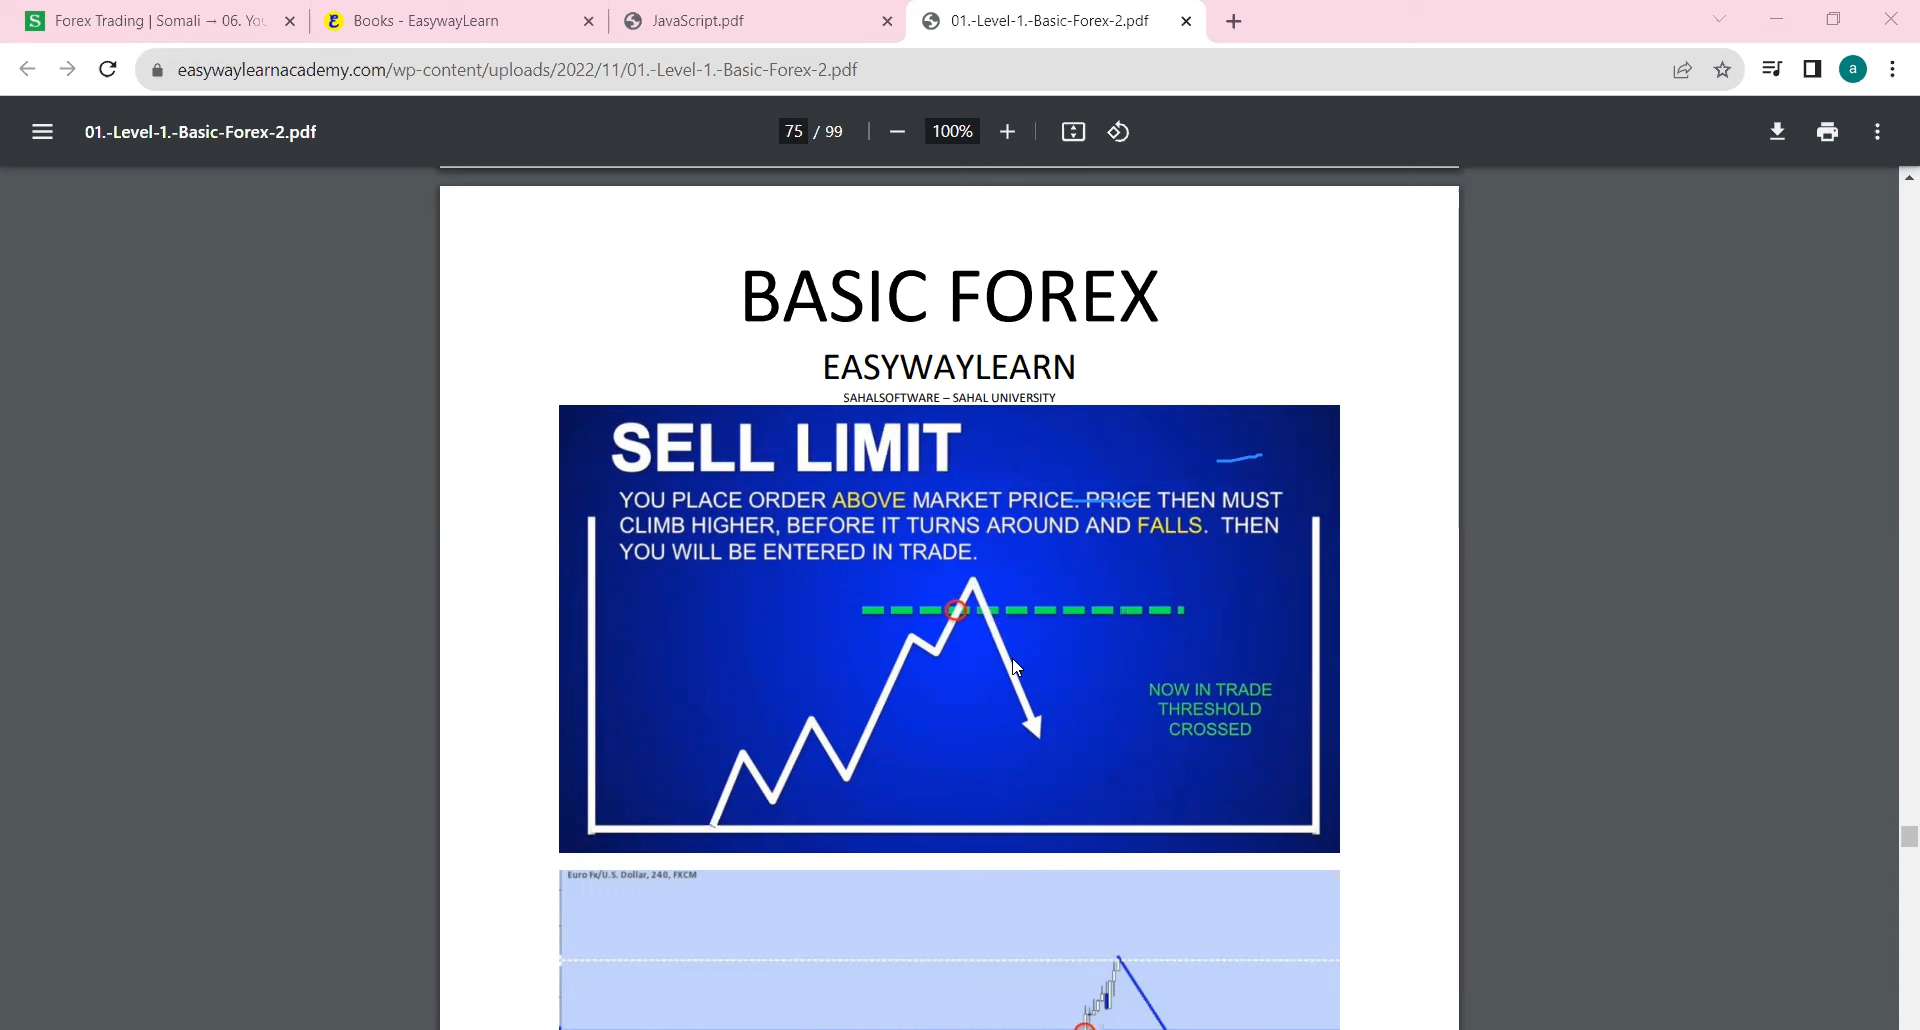 Forex Trading | Somali → 06. You
Books - EasywayLearn
JavaScript.pdf
01.-Level-1.-Basic-Forex-2.pdf
easywaylearnacademy.com/wp-content/uploads/2022/11/01.-Level-1.-Basic-Forex-2.pdf
a
01.-Level-1.-Basic-Forex-2.pdf
75 / 99
100%
BASIC FOREX
EASYWAYLEARN
SAHALSOFTWARE – SAHAL UNIVERSITY
SELL LIMIT
YOU PLACE ORDER ABOVE MARKET PRICE. PRICE THEN MUST
CLIMB HIGHER, BEFORE IT TURNS AROUND AND FALLS. THEN
YOU WILL BE ENTERED IN TRADE.
NOW IN TRADE
THRESHOLD
CROSSED
Euro Fx/U.S. Dollar, 240, FXCM